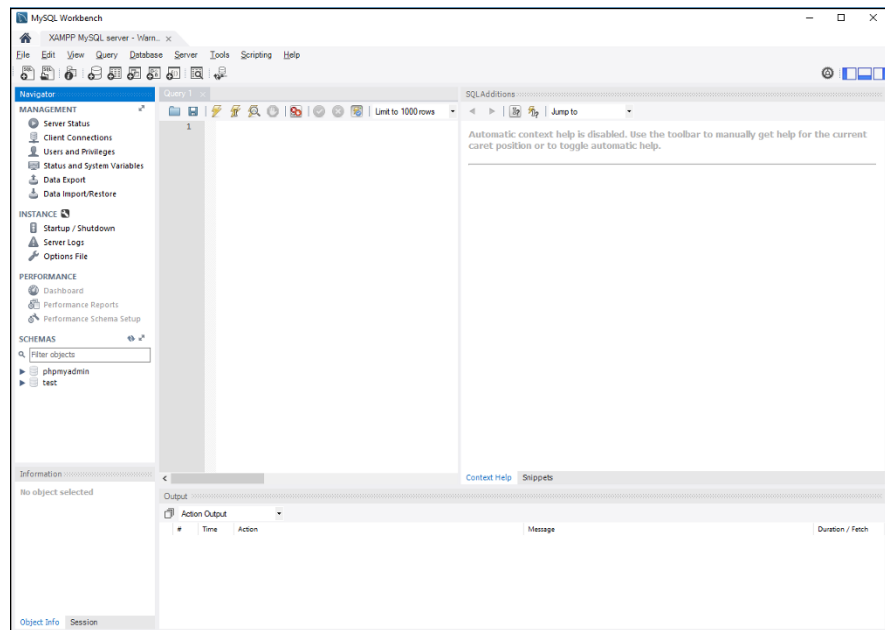 MySQL Workbench
XAMPP MySQL server - Warn.. ×
File Edit View Query Database Server Tools Scripting Help
Navigator
MANAGEMENT
Server Status
Client Connections
Users and Privileges
Status and System Variables
Data Export
Data Import/Restore
INSTANCE
Startup / Shutdown
Server Logs
Options File
PERFORMANCE
Dashboard
Performance Reports
Performance Schema Setup
SCHEMAS
Filter objects
phpmyadmin
test
Information
No object selected
Object Info Session
Query 1 ×
Limit to 1000 rows
1
SQLAdditions
Jump to
Automatic context help is disabled. Use the toolbar to manually get help for the current
caret position or to toggle automatic help.
Context Help Snippets
Output
Action Output
# Time Action Message Duration / Fetch